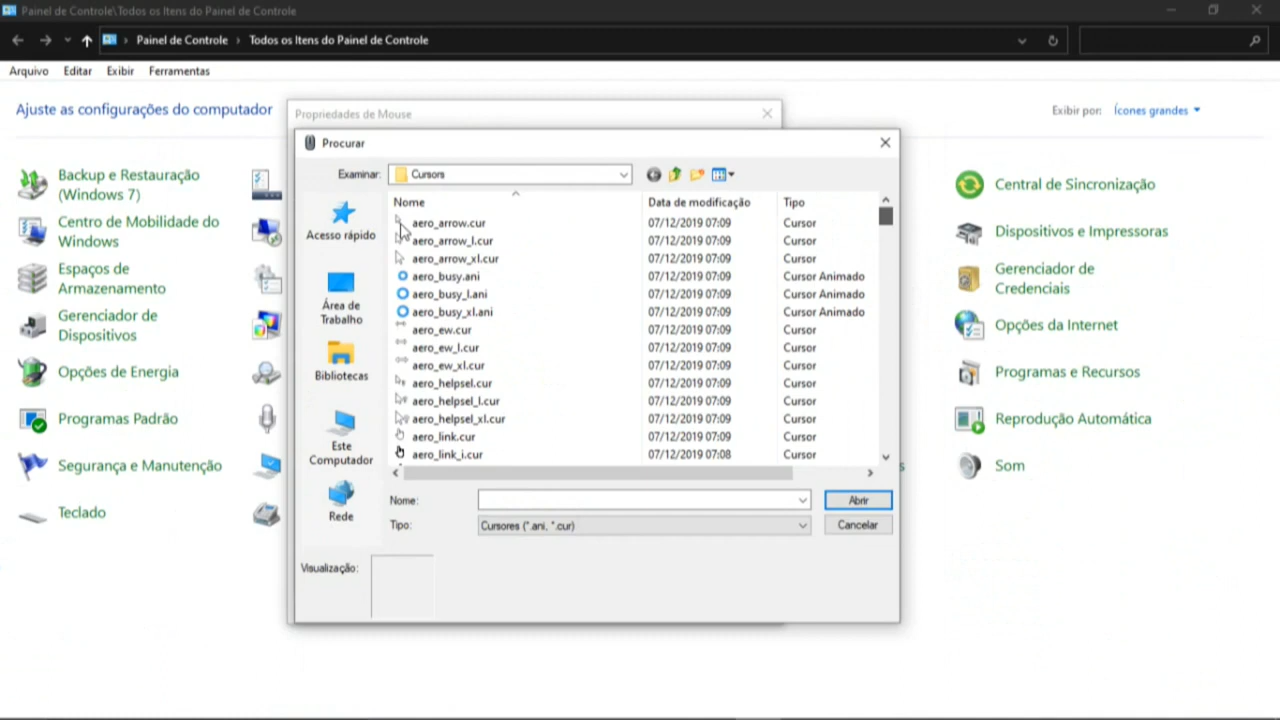 Painel de Controle\Todos os Itens do Painel de Controle
Painel de Controle › Todos os Itens do Painel de Controle
Arquivo Editar Exibir Ferramentas
Ajuste as configurações do computador
Exibir por: Ícones grandes
Backup e Restauração
(Windows 7)
Centro de Mobilidade do
Windows
Espaços de
Armazenamento
Gerenciador de
Dispositivos
Opções de Energia
Programas Padrão
Segurança e Manutenção
Teclado
Propriedades de Mouse
Procurar
Examinar: Cursors
Acesso rápido
Área de
Trabalho
Bibliotecas
Este
Computador
Rede
Nome Data de modificação Tipo
aero_arrow.cur 07/12/2019 07:09 Cursor
aero_arrow_l.cur 07/12/2019 07:09 Cursor
aero_arrow_xl.cur 07/12/2019 07:09 Cursor
aero_busy.ani 07/12/2019 07:09 Cursor Animado
aero_busy_l.ani 07/12/2019 07:09 Cursor Animado
aero_busy_xl.ani 07/12/2019 07:09 Cursor Animado
aero_ew.cur 07/12/2019 07:09 Cursor
aero_ew_l.cur 07/12/2019 07:09 Cursor
aero_ew_xl.cur 07/12/2019 07:09 Cursor
aero_helpsel.cur 07/12/2019 07:09 Cursor
aero_helpsel_l.cur 07/12/2019 07:09 Cursor
aero_helpsel_xl.cur 07/12/2019 07:09 Cursor
aero_link.cur 07/12/2019 07:09 Cursor
aero_link_i.cur 07/12/2019 07:08 Cursor
Nome: Abrir
Tipo: Cursores (*.ani, *.cur) Cancelar
Visualização:
Central de Sincronização
Dispositivos e Impressoras
Gerenciador de
Credenciais
Opções da Internet
Programas e Recursos
Reprodução Automática
Som